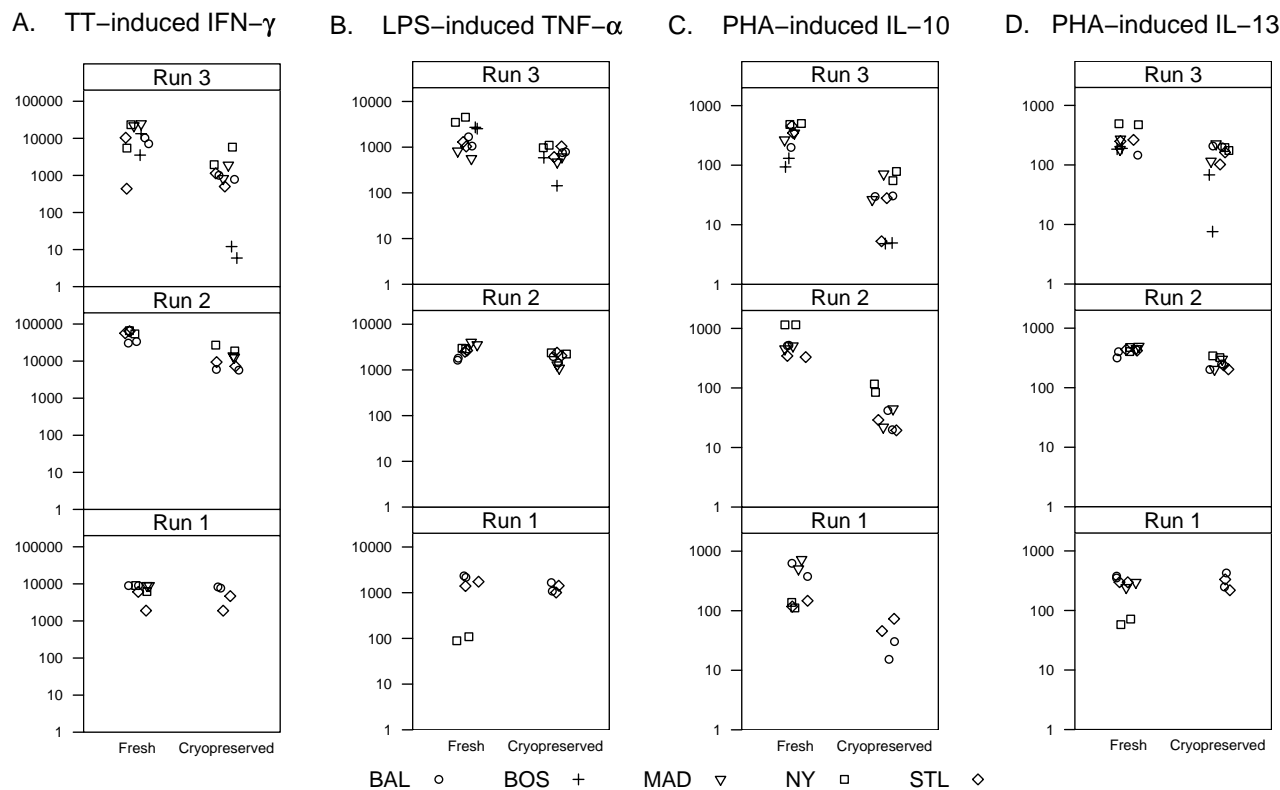 A. TT−induced IFN−γ
B. LPS−induced TNF−α
C. PHA−induced IL−10
D. PHA−induced IL−13
Run 3
100000
10000
1000
100
10
1
Run 2
100000
10000
1000
100
10
1
Run 1
100000
10000
1000
100
10
1
Fresh Cryopreserved
Run 3
10000
1000
100
10
1
Run 2
10000
1000
100
10
1
Run 1
10000
1000
100
10
1
Fresh Cryopreserved
Run 3
1000
100
10
1
Run 2
1000
100
10
1
Run 1
1000
100
10
1
Fresh Cryopreserved
Run 3
1000
100
10
1
Run 2
1000
100
10
1
Run 1
1000
100
10
1
Fresh Cryopreserved
BAL BOS MAD NY STL